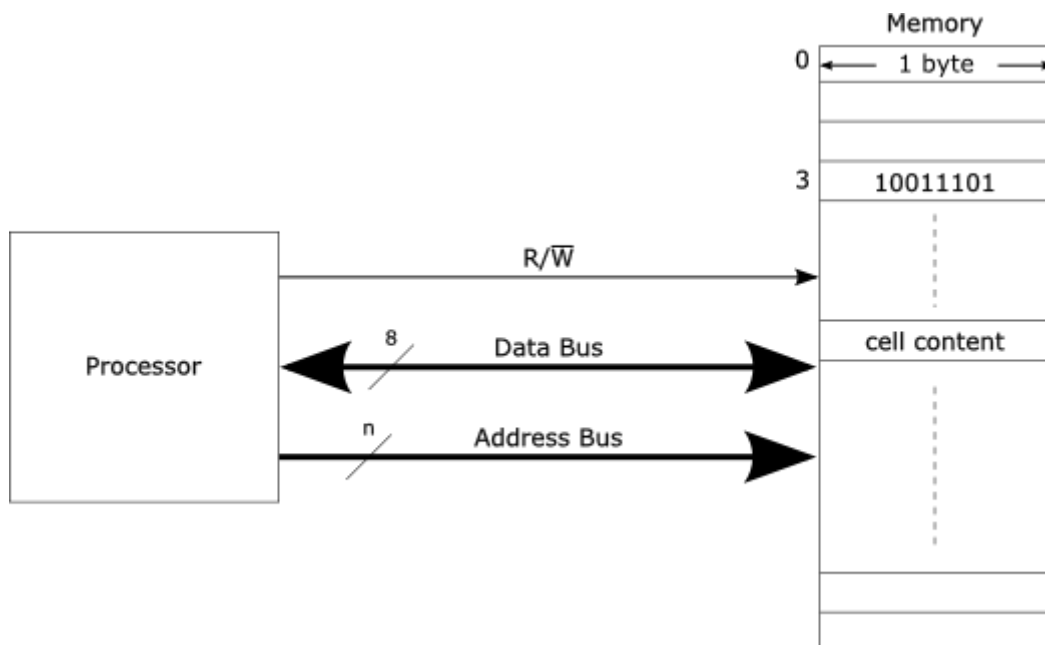 Memory
0
1 byte
3
10011101
R/W̅
8
Data Bus
cell content
Processor
n
Address Bus